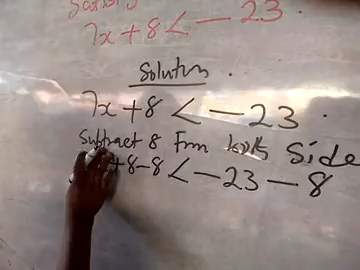 7x + 8 < - 23.
Solution.
7x + 8 < - 23.
Subtract 8 From both Side
+ 8 - 8 < - 23 - 8